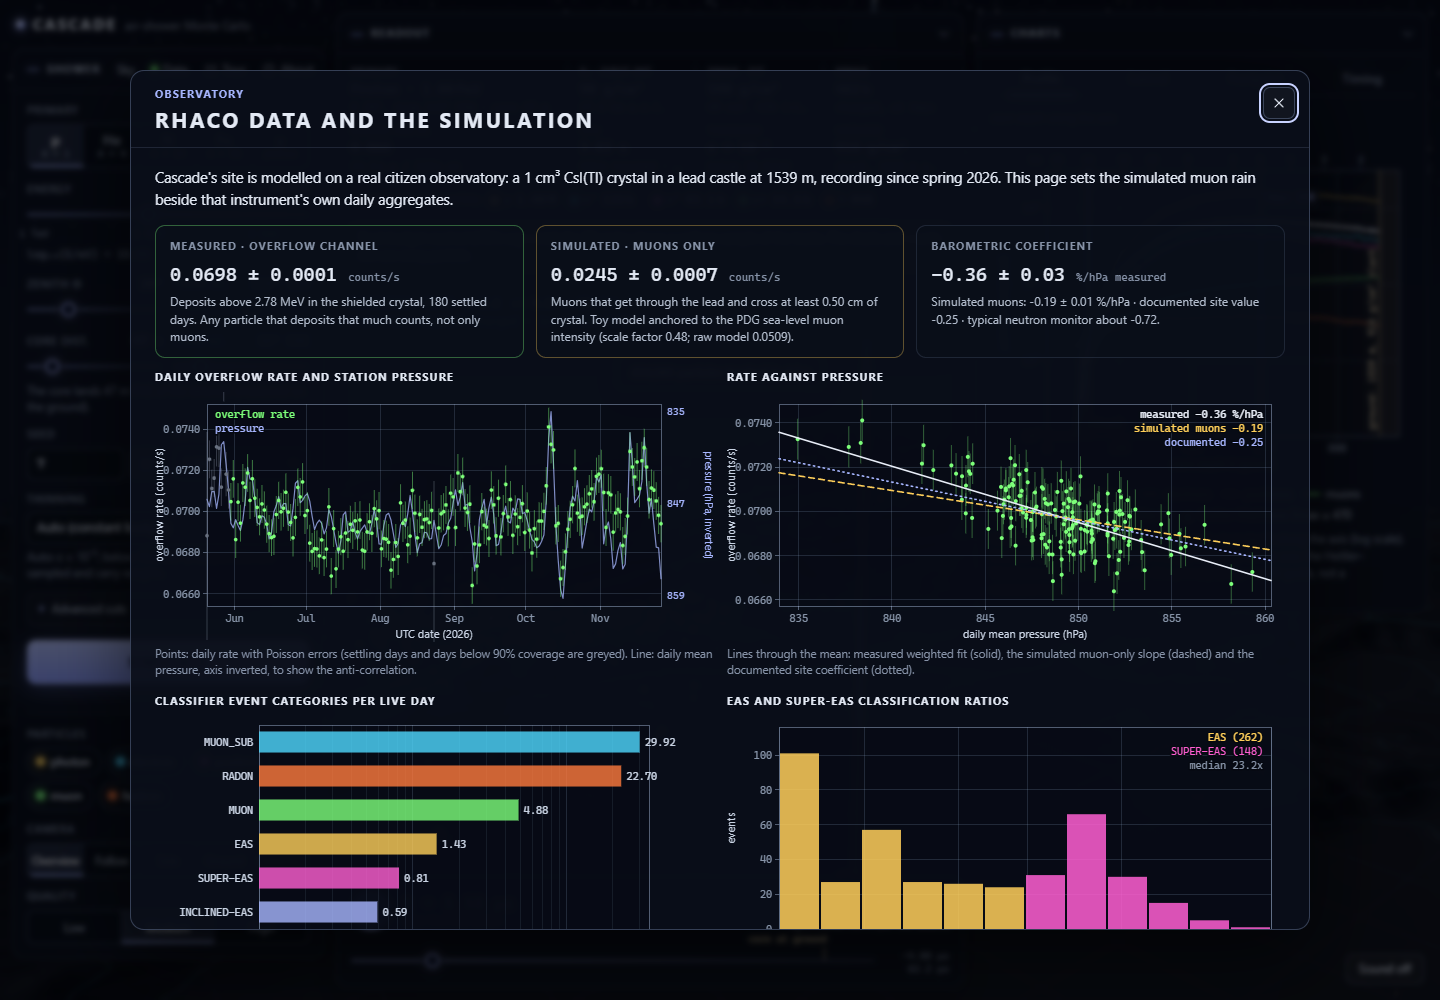 CASCADE
OBSERVATORY
RHACO DATA AND THE SIMULATION
Cascade's site is modelled on a real citizen observatory: a 1 cm³ CsI(Tl) crystal in a lead castle at 1539 m, recording since spring 2026. This page sets the simulated muon rain
beside that instrument's own daily aggregates.
MEASURED · OVERFLOW CHANNEL
0.0698 ± 0.0001 counts/s
Deposits above 2.78 MeV in the shielded crystal, 180 settled
days. Any particle that deposits that much counts, not only
muons.
SIMULATED · MUONS ONLY
0.0245 ± 0.0007 counts/s
Muons that get through the lead and cross at least 0.50 cm of
crystal. Toy model anchored to the PDG sea-level muon
intensity (scale factor 0.48; raw model 0.0509).
BAROMETRIC COEFFICIENT
−0.36 ± 0.03 %/hPa measured
Simulated muons: -0.19 ± 0.01 %/hPa · documented site value
-0.25 · typical neutron monitor about -0.72.
DAILY OVERFLOW RATE AND STATION PRESSURE
overflow rate
pressure
0.0740
0.0720
0.0700
0.0680
0.0660
overflow rate (counts/s)
835
847
859
pressure (hPa, inverted)
Jun Jul Aug Sep Oct Nov
UTC date (2026)
Points: daily rate with Poisson errors (settling days and days below 90% coverage are greyed). Line: daily mean
pressure, axis inverted, to show the anti-correlation.
RATE AGAINST PRESSURE
measured −0.36 %/hPa
simulated muons −0.19
documented −0.25
0.0740
0.0720
0.0700
0.0680
0.0660
overflow rate (counts/s)
835 840 845 850 855 860
daily mean pressure (hPa)
Lines through the mean: measured weighted fit (solid), the simulated muon-only slope (dashed) and the
documented site coefficient (dotted).
CLASSIFIER EVENT CATEGORIES PER LIVE DAY
MUON_SUB 29.92
RADON 22.70
MUON 4.88
EAS 1.43
SUPER-EAS 0.81
INCLINED-EAS 0.59
EAS AND SUPER-EAS CLASSIFICATION RATIOS
EAS (262)
SUPER-EAS (148)
median 23.2x
100
80
60
40
20
0
events